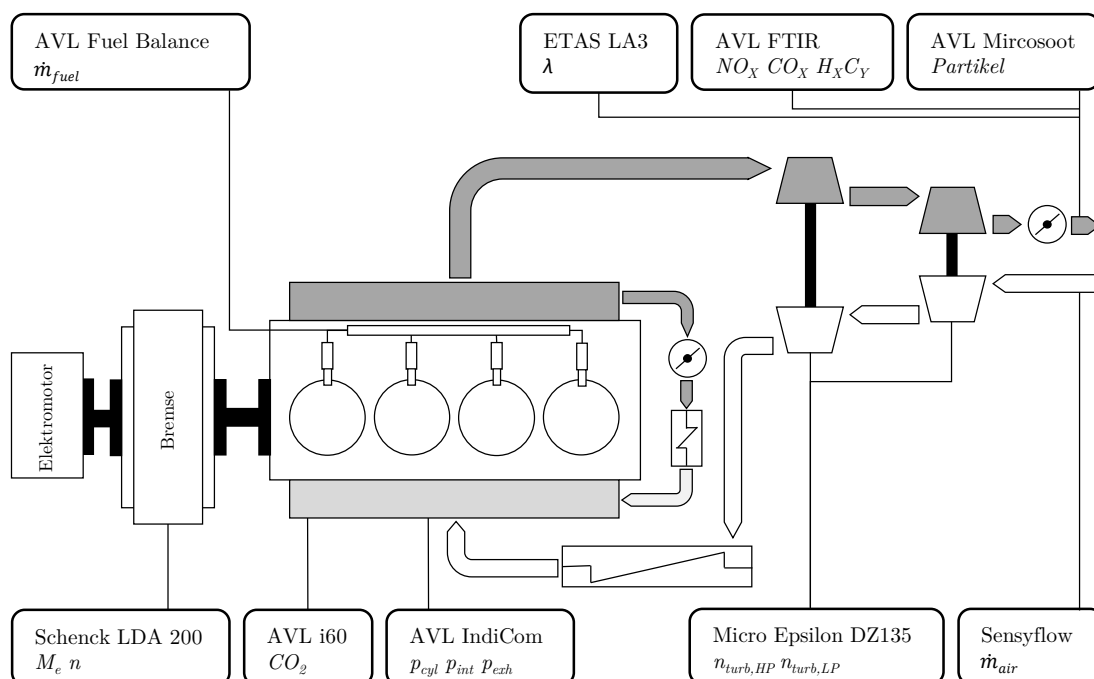 AVL Fuel Balance
ṁ_fuel
ETAS LA3
λ
AVL FTIR
NO_X CO_X H_XC_Y
AVL Mircosoot
Partikel
Elektromotor
Bremse
Schenck LDA 200
M_e n
AVL i60
CO_2
AVL IndiCom
p_cyl p_int p_exh
Micro Epsilon DZ135
n_turb,HP n_turb,LP
Sensyflow
ṁ_air